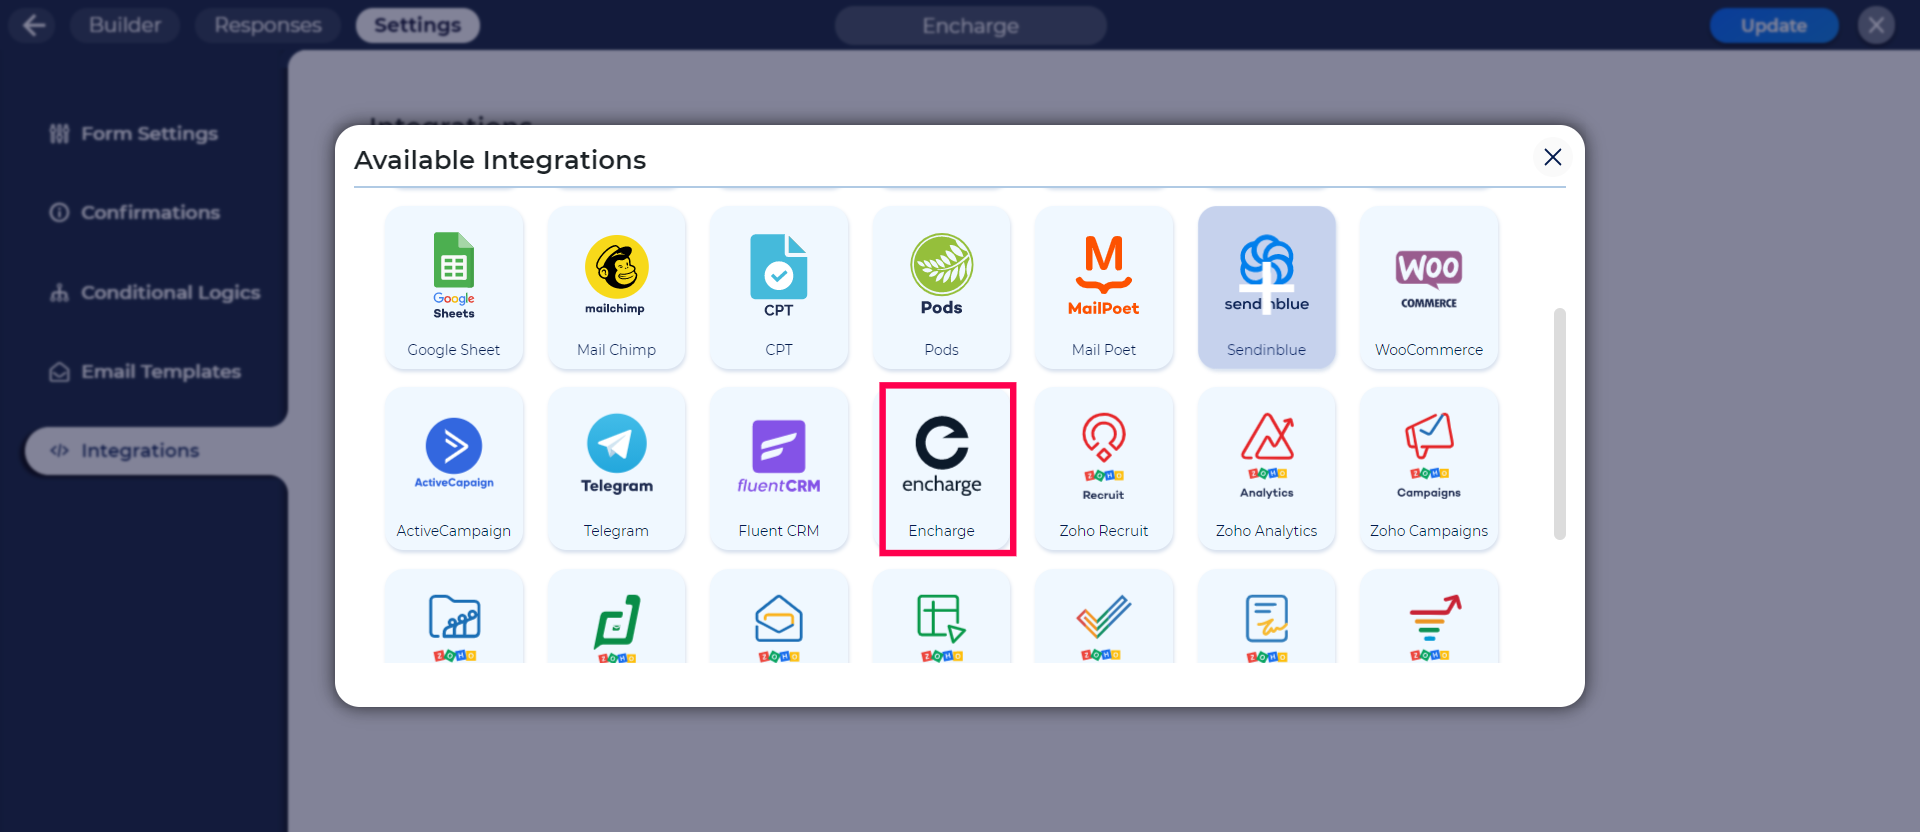 Builder Responses Settings Encharge Update
Form Settings
Confirmations
Conditional Logics
Email Templates
Integrations
Integrations
Available Integrations
Google Sheets
mailchimp
CPT
Pods
MailPoet
sendinblue
WOO COMMERCE
Google Sheet Mail Chimp CPT Pods Mail Poet Sendinblue WooCommerce
ActiveCapaign
Telegram
fluentCRM
encharge
ZOHO Recruit
ZOHO Analytics
ZOHO Campaigns
ActiveCampaign Telegram Fluent CRM Encharge Zoho Recruit Zoho Analytics Zoho Campaigns
ZOHO ZOHO ZOHO ZOHO ZOHO ZOHO ZOHO